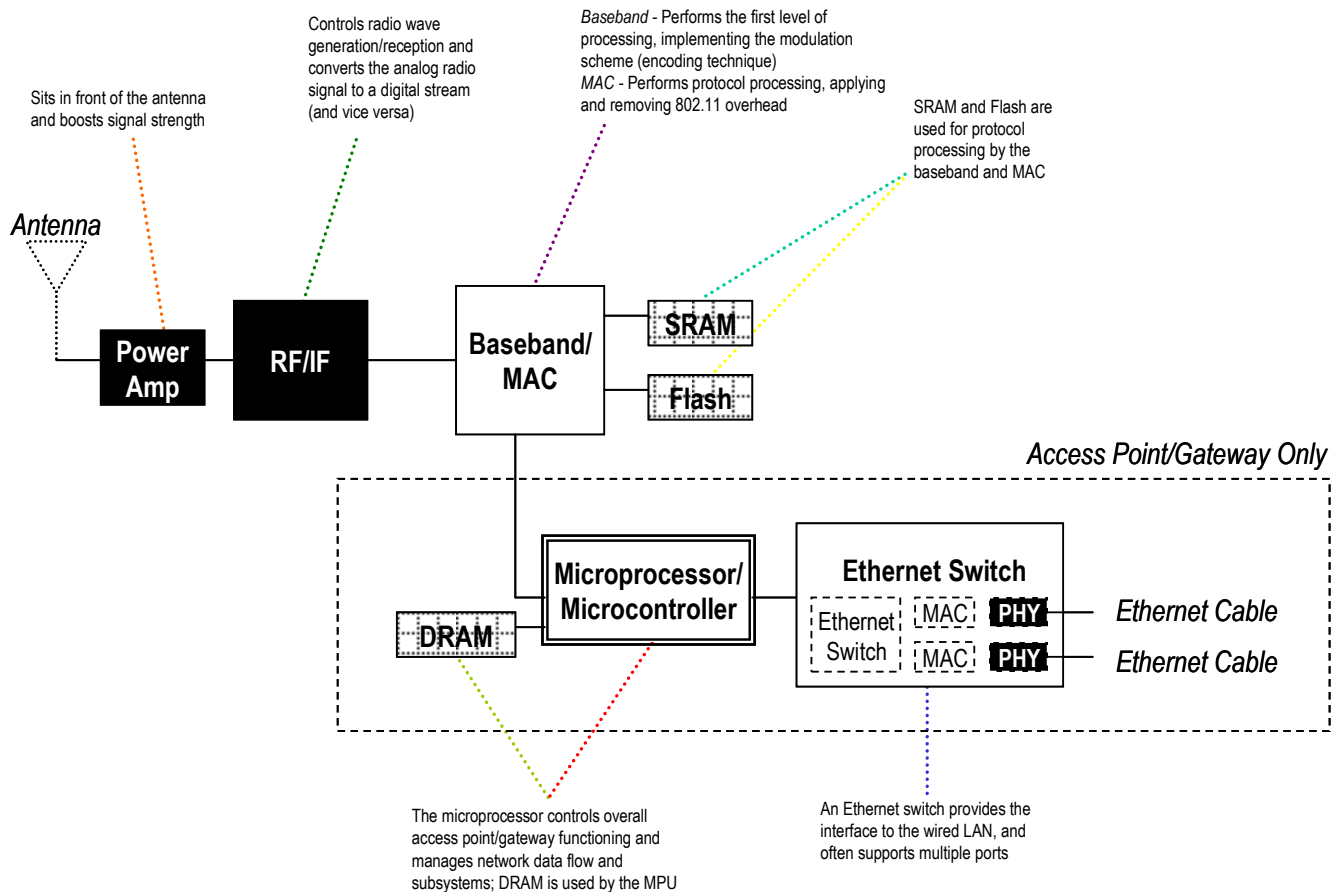 Controls radio wave
generation/reception and
converts the analog radio
signal to a digital stream
(and vice versa)
Baseband - Performs the first level of
processing, implementing the modulation
scheme (encoding technique)
MAC - Performs protocol processing, applying
and removing 802.11 overhead
Sits in front of the antenna
and boosts signal strength
SRAM and Flash are
used for protocol
processing by the
baseband and MAC
Antenna
Power
Amp
RF/IF
Baseband/
MAC
SRAM
Flash
Access Point/Gateway Only
Microprocessor/
Microcontroller
DRAM
Ethernet Switch
Ethernet
Switch
MAC
PHY
Ethernet Cable
MAC
PHY
Ethernet Cable
The microprocessor controls overall
access point/gateway functioning and
manages network data flow and
subsystems; DRAM is used by the MPU
An Ethernet switch provides the
interface to the wired LAN, and
often supports multiple ports